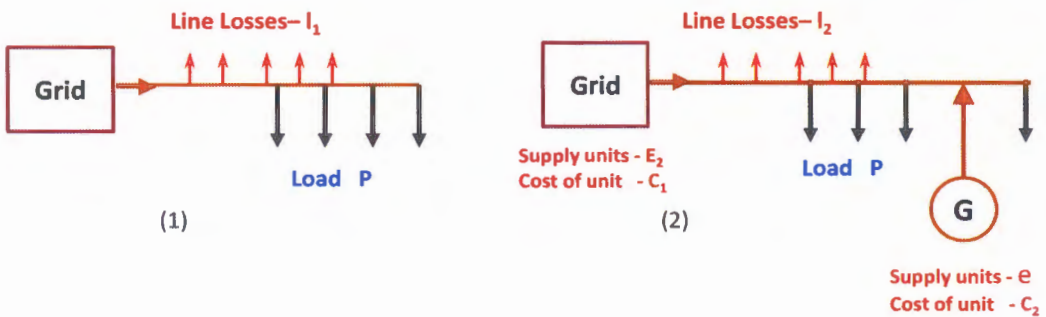 Line Losses– l₁
Grid
Load P
(1)
Line Losses– l₂
Grid
Supply units - E₂
Cost of unit - C₁
Load P
(2)
G
Supply units - e
Cost of unit - C₂